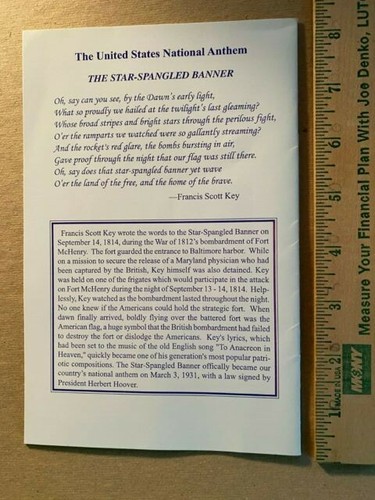 The United States National Anthem
THE STAR-SPANGLED BANNER
Oh, say can you see, by the Dawn's early light,
What so proudly we hailed at the twilight's last gleaming?
Whose broad stripes and bright stars through the perilous fight,
O'er the ramparts we watched were so gallantly streaming?
And the rocket's red glare, the bombs bursting in air,
Gave proof through the night that our flag was still there.
Oh, say does that star-spangled banner yet wave
O'er the land of the free, and the home of the brave.
—Francis Scott Key
Francis Scott Key wrote the words to the Star-Spangled Banner on
September 14, 1814, during the War of 1812's bombardment of Fort
McHenry. The fort guarded the entrance to Baltimore harbor. While
on a mission to secure the release of a Maryland physician who had
been captured by the British, Key himself was also detained. Key
was held on one of the frigates which would participate in the attack
on Fort McHenry during the night of September 13 - 14, 1814. Help-
lessly, Key watched as the bombardment lasted throughout the night.
No one knew if the Americans could hold the strategic fort. When
dawn finally arrived, boldly flying over the battered fort was the
American flag, a huge symbol that the British bombardment had failed
to destroy the fort or dislodge the Americans. Key's lyrics, which
had been set to the music of the old English song "To Anacreon in
Heaven," quickly became one of his generation's most popular patri-
otic compositions. The Star-Spangled Banner offically became our
country's national anthem on March 3, 1931, with a law signed by
President Herbert Hoover.
Measure Your Financial Plan With Joe Denko, LUTC
8
7
6
5
4
3
2
1
MADE IN U.S.A.